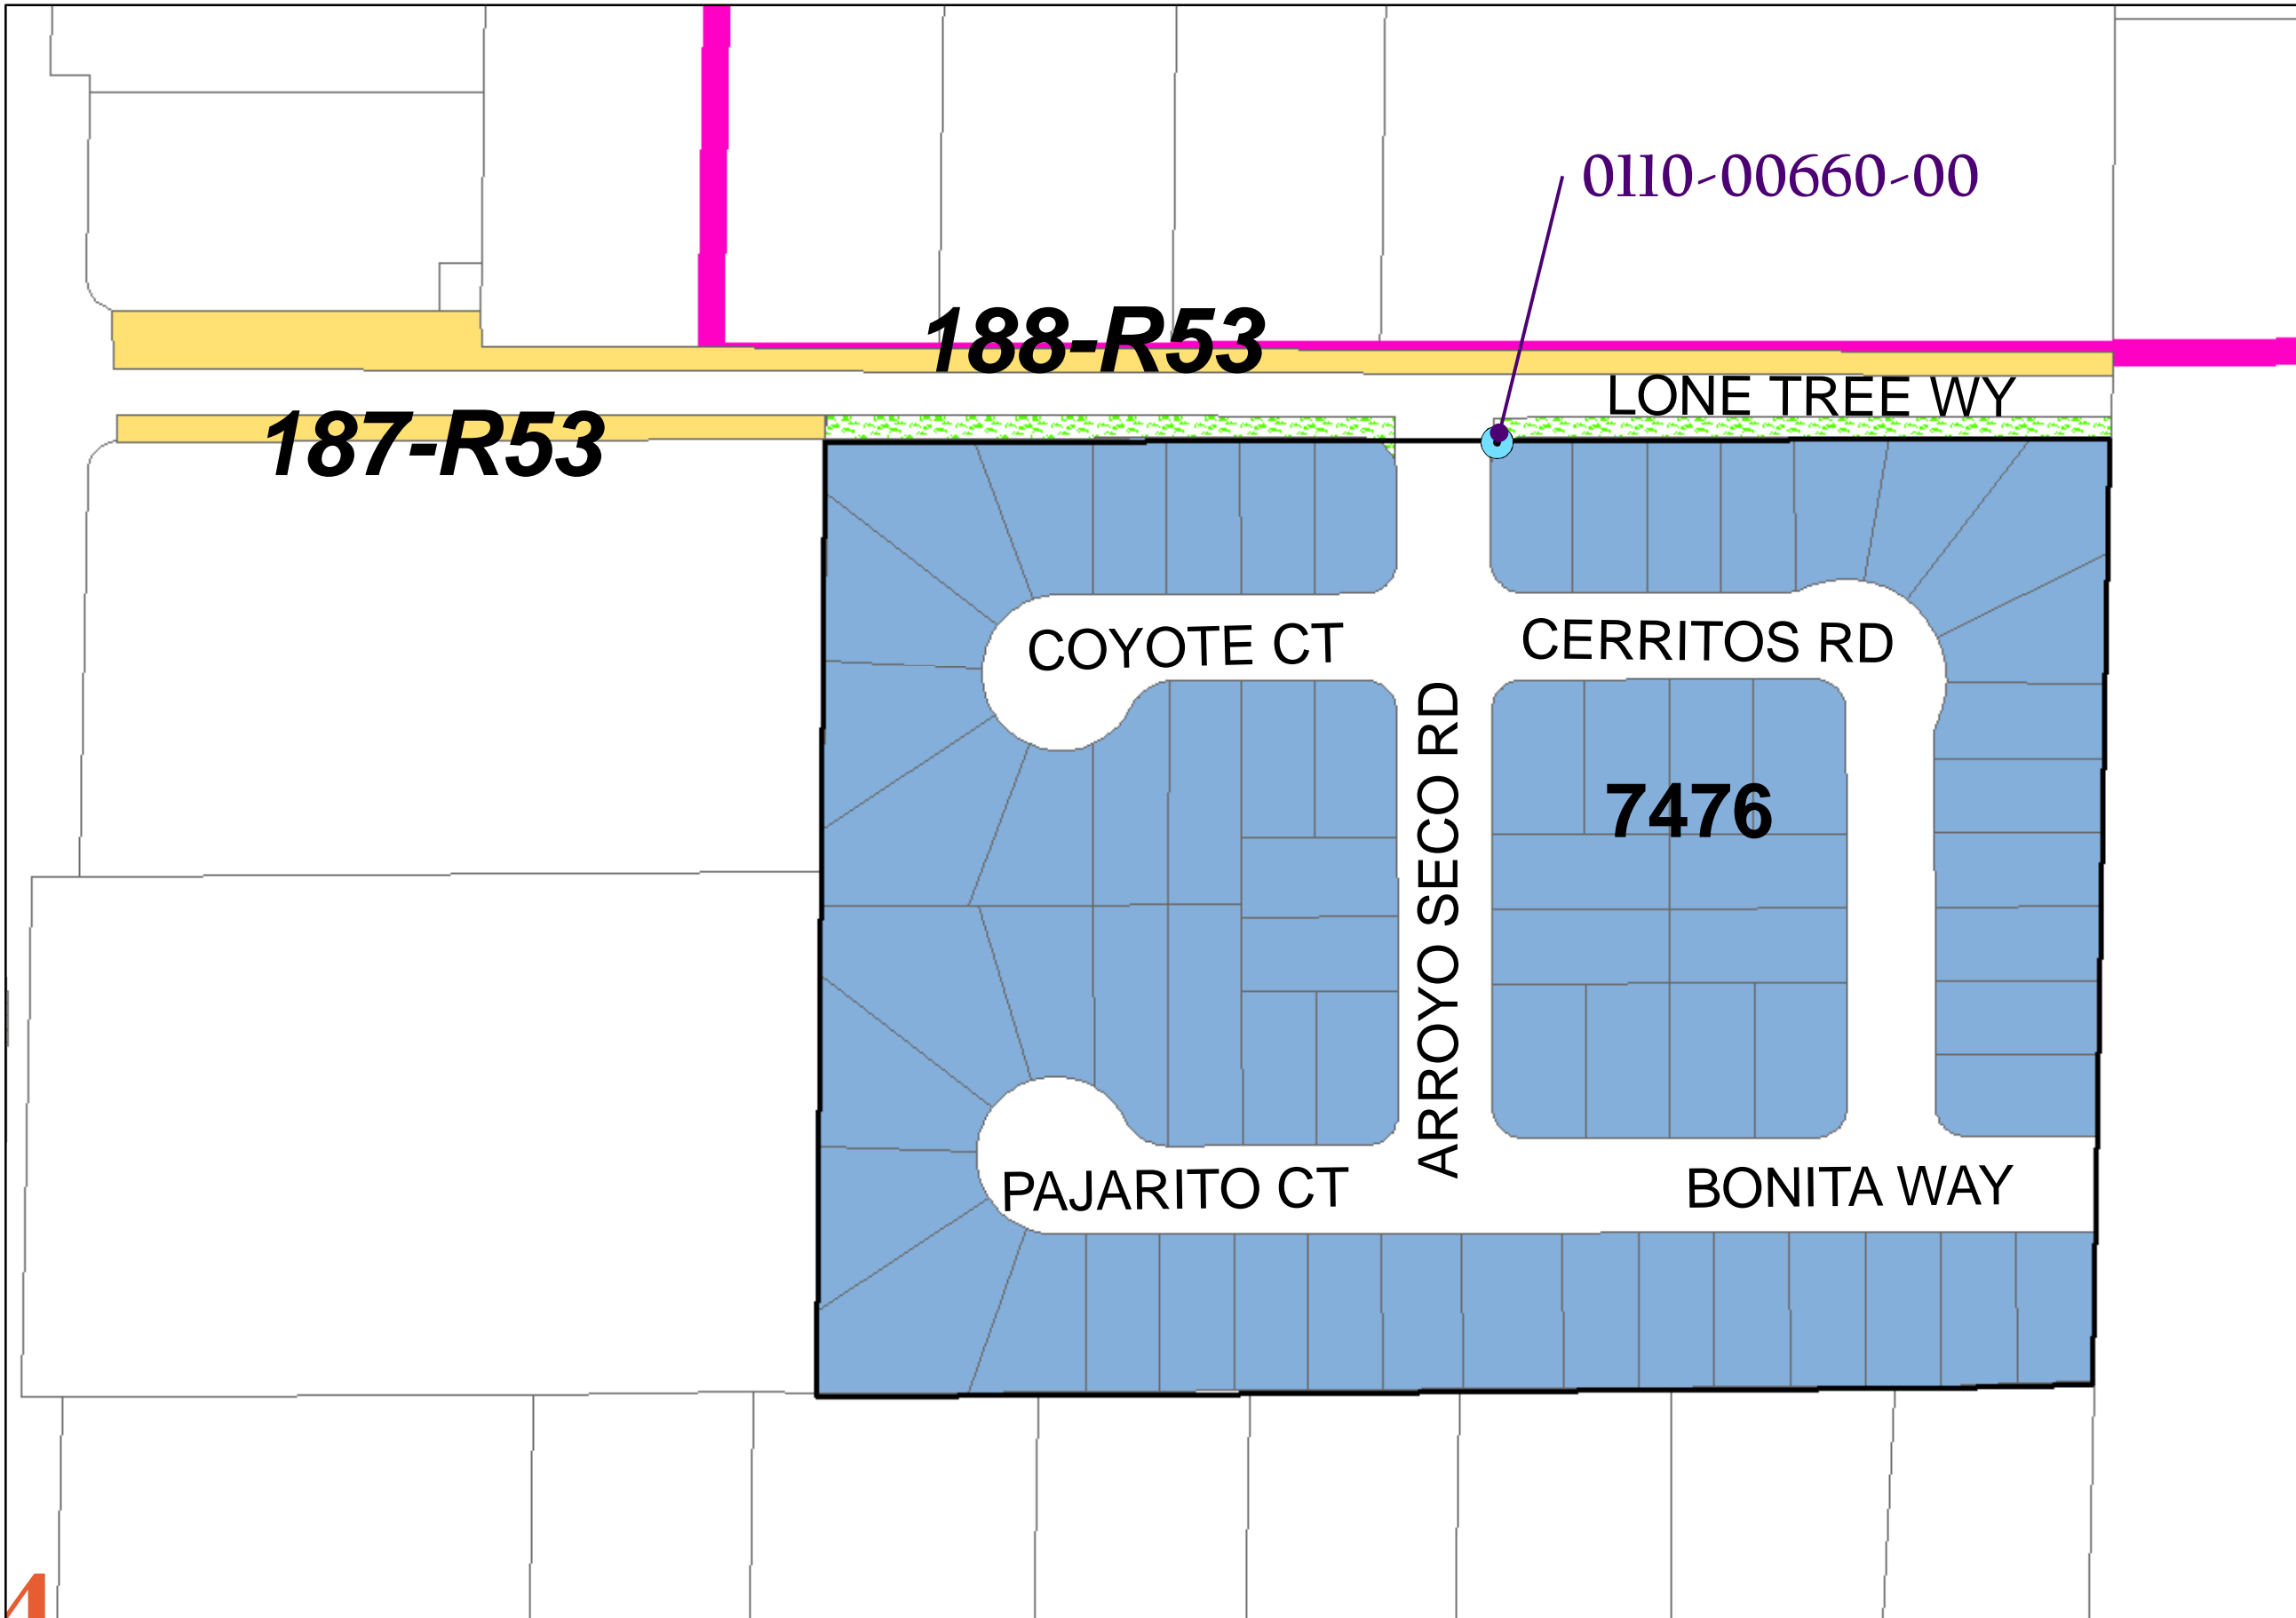 0110-00660-00
188-R53
LONE TREE WY
187-R53
COYOTE CT
CERRITOS RD
ARROYO SECO RD
7476
PAJARITO CT
BONITA WAY
4